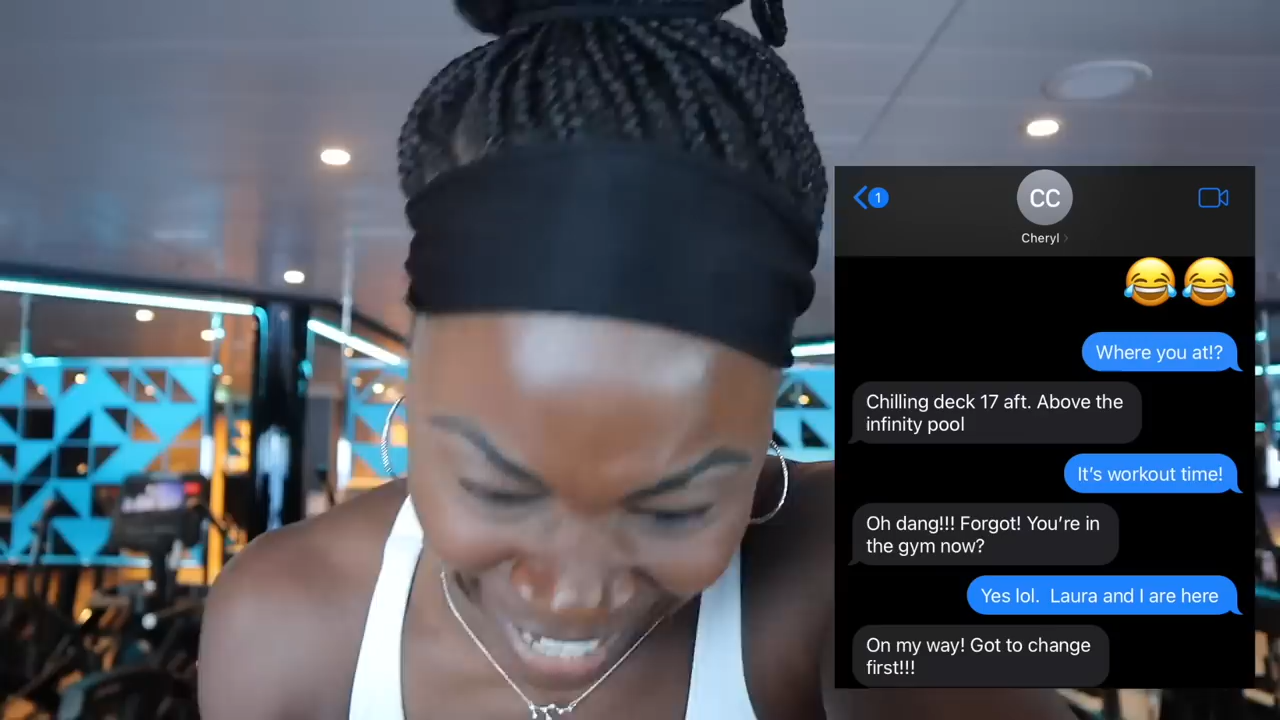 1
CC
Cheryl
😂😂
Where you at!?
Chilling deck 17 aft. Above the
infinity pool
It's workout time!
Oh dang!!! Forgot! You're in
the gym now?
Yes lol.  Laura and I are here
On my way! Got to change
first!!!